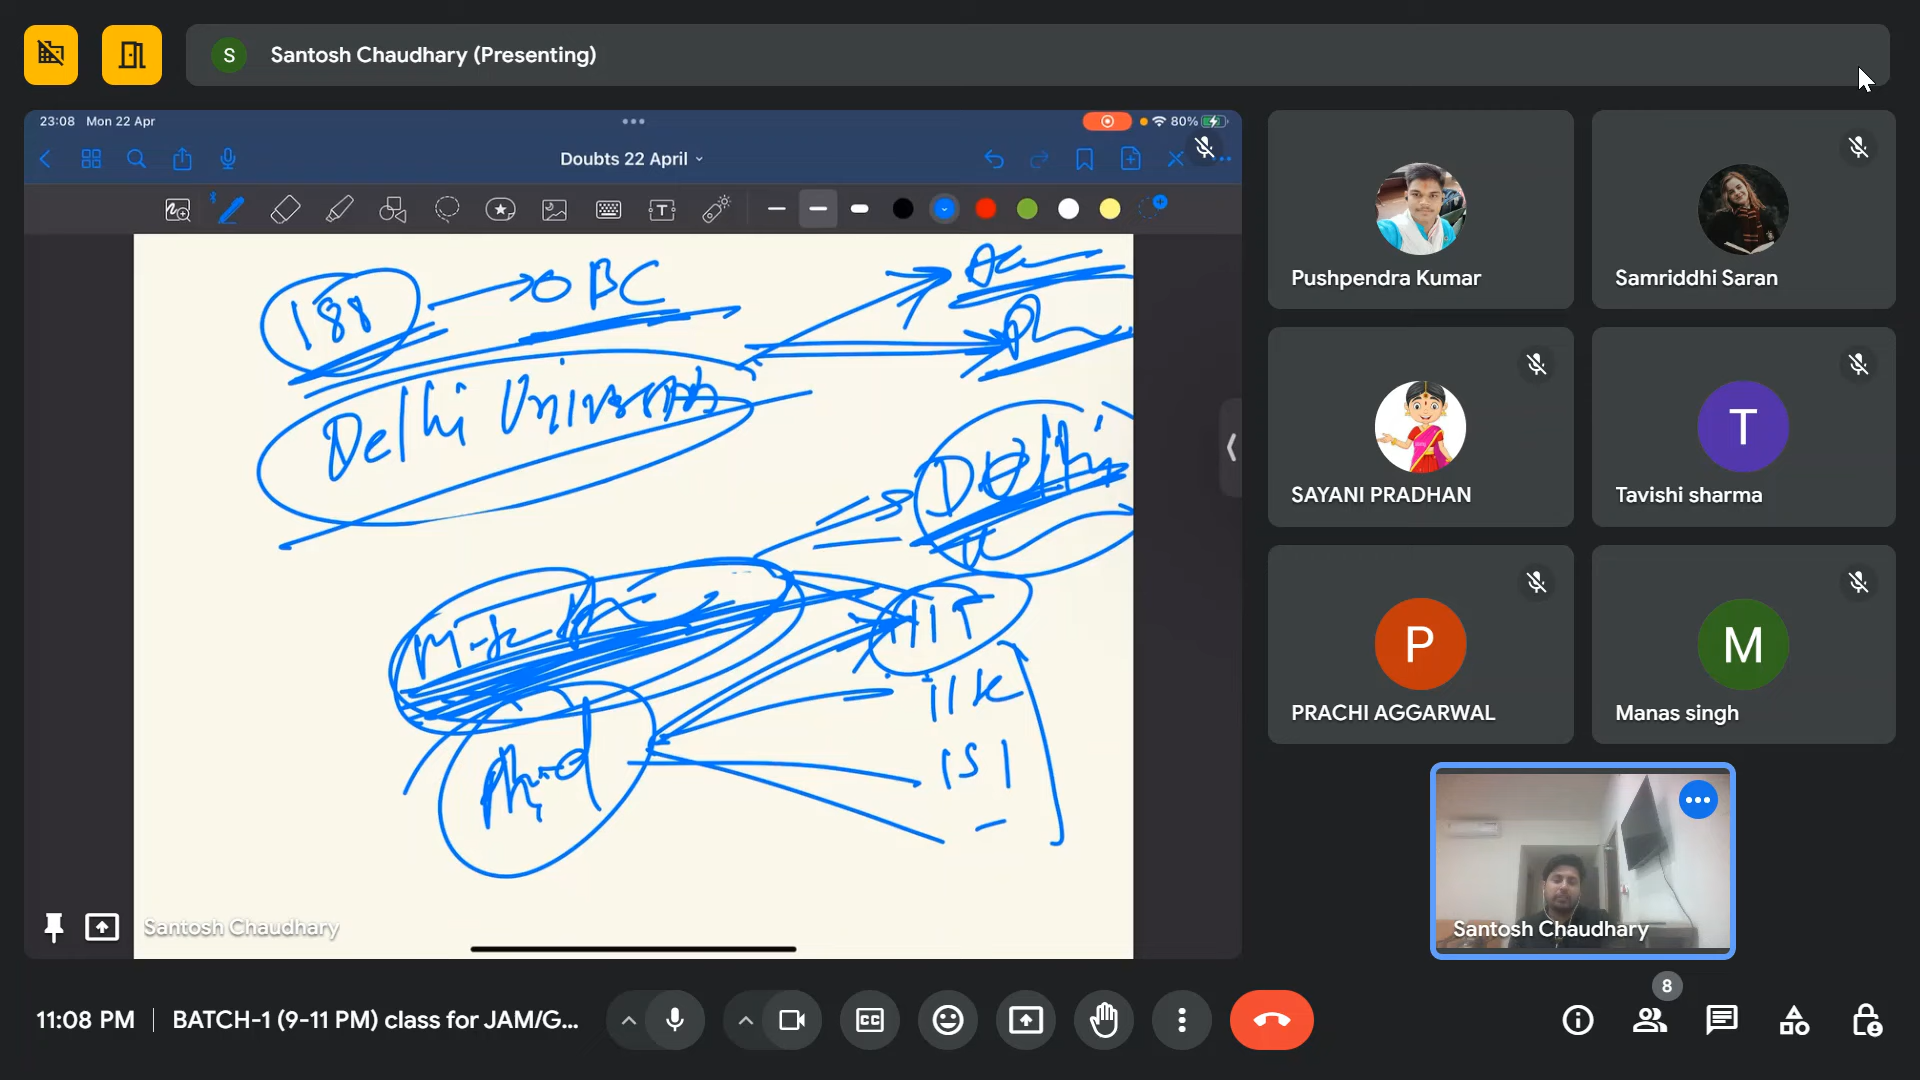 S Santosh Chaudhary (Presenting)
23:08 Mon 22 Apr
80%
Doubts 22 April
188 → OBC
Delhi University
Delhi
IIT
Ph.d
ISI
Santosh Chaudhary
Pushpendra Kumar
Samriddhi Saran
SAYANI PRADHAN
T
Tavishi sharma
P
PRACHI AGGARWAL
M
Manas singh
Santosh Chaudhary
11:08 PM | BATCH-1 (9-11 PM) class for JAM/G...
CC
8